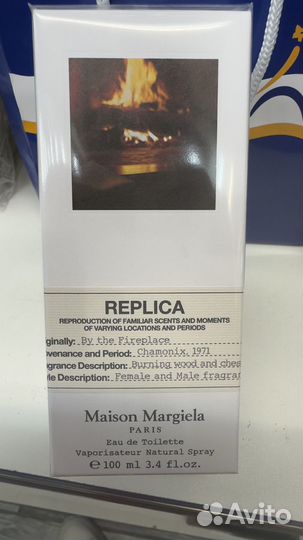 REPLICA
REPRODUCTION OF FAMILIAR SCENTS AND MOMENTS
OF VARYING LOCATIONS AND PERIODS
ginally: By the Fireplace
ovenance and Period: Chamonix, 1971
agrance Description: Burning wood and ches
le Description: Female and Male fragran
Maison Margiela
PARIS
Eau de Toilette
Vaporisateur Natural Spray
e 100 ml 3.4 fl.oz.
Avito